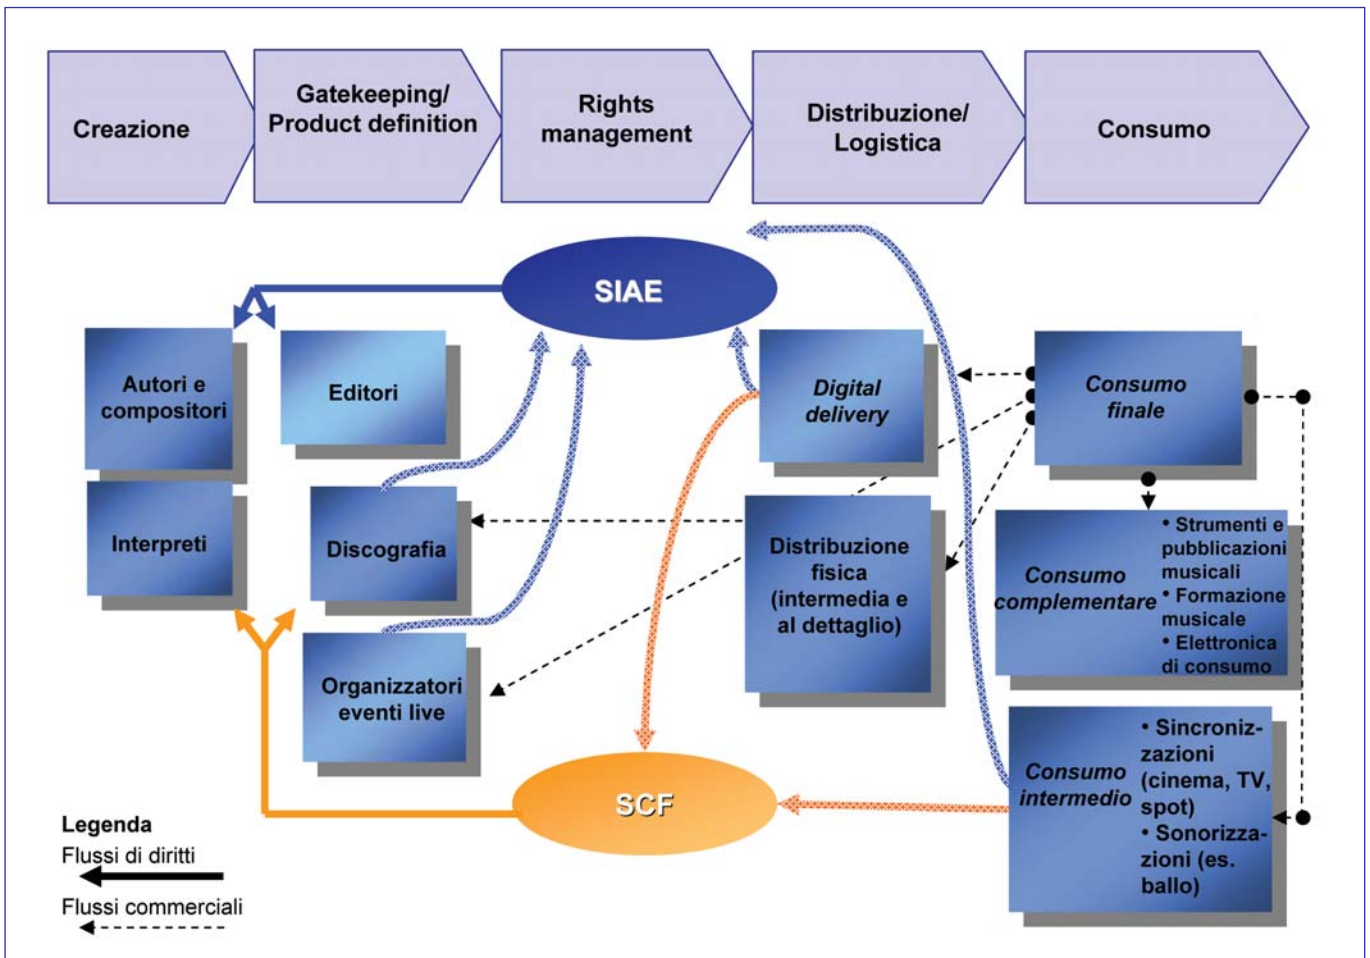 Creazione
Gatekeeping/
Product definition
Rights
management
Distribuzione/
Logistica
Consumo
SIAE
Autori e
compositori
Editori
Digital
delivery
Consumo
finale
Interpreti
Discografia
Distribuzione
fisica
(intermedia e
al dettaglio)
Consumo
complementare
• Strumenti e
pubblicazioni
musicali
• Formazione
musicale
• Elettronica
di consumo
Organizzatori
eventi live
Consumo
intermedio
• Sincroniz-
zazioni
(cinema, TV,
spot)
• Sonorizza-
zioni (es.
ballo)
SCF
Legenda
Flussi di diritti
Flussi commerciali